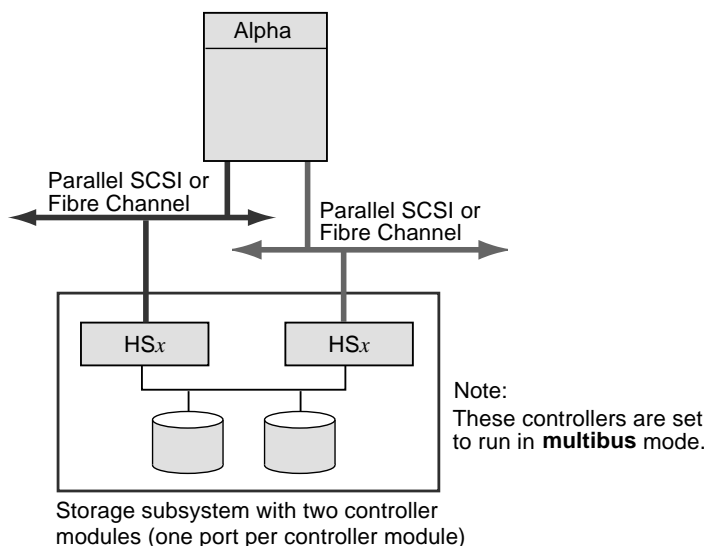 Alpha
Parallel SCSI or
Fibre Channel
Parallel SCSI or
Fibre Channel
HSx
HSx
Note:
These controllers are set
to run in multibus mode.
Storage subsystem with two controller
modules (one port per controller module)